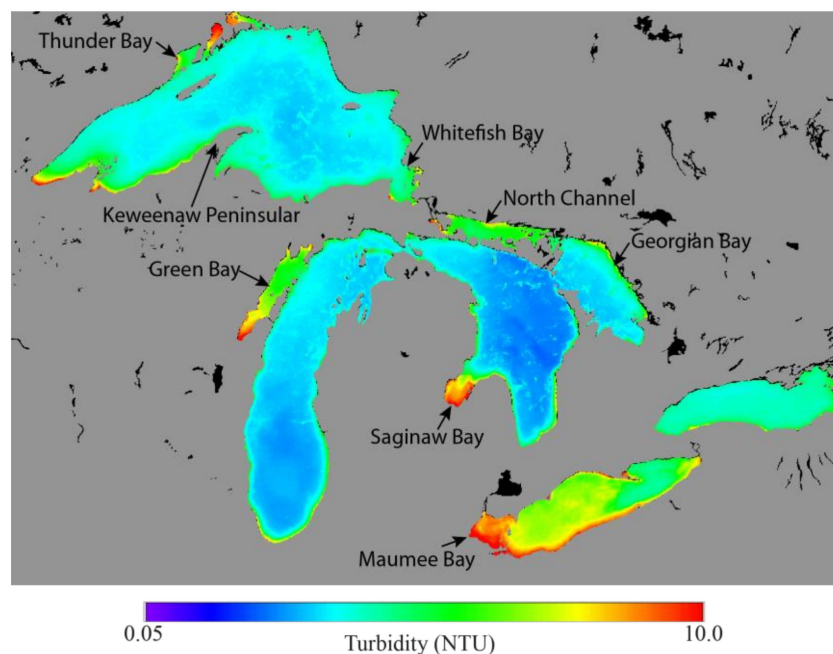 Thunder Bay
Whitefish Bay
North Channel
Keweenaw Peninsular
Georgian Bay
Green Bay
Saginaw Bay
Maumee Bay
0.05
10.0
Turbidity (NTU)